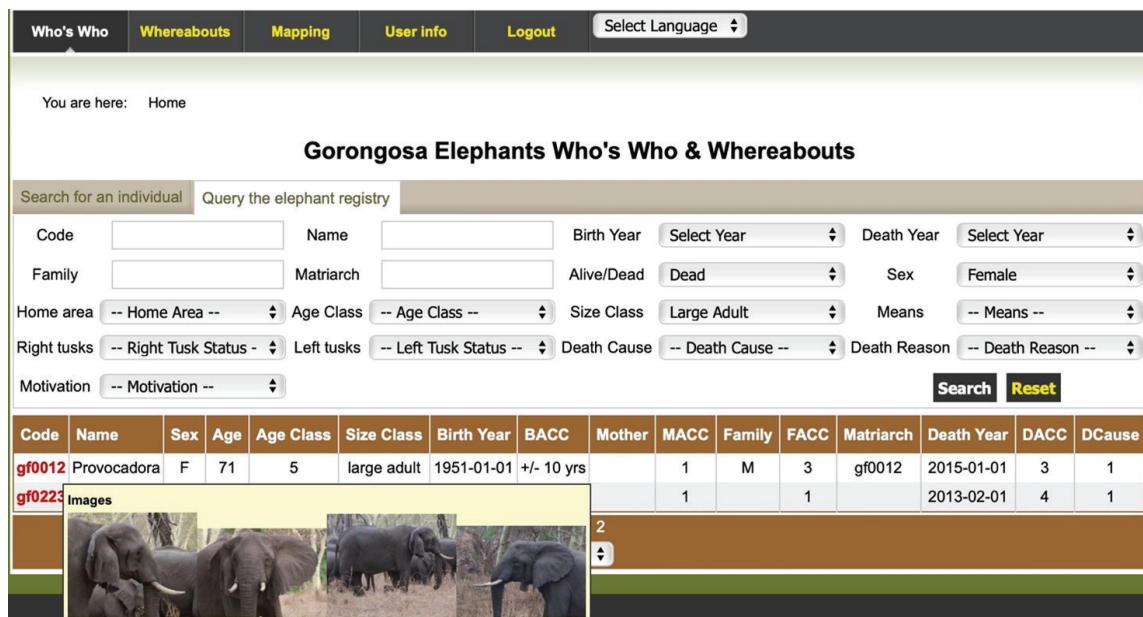 Who's Who Whereabouts Mapping User info Logout Select Language
You are here: Home
Gorongosa Elephants Who's Who & Whereabouts
Search for an individual Query the elephant registry
Code Name Birth Year Select Year Death Year Select Year
Family Matriarch Alive/Dead Dead Sex Female
Home area -- Home Area -- Age Class -- Age Class -- Size Class Large Adult Means -- Means --
Right tusks -- Right Tusk Status - Left tusks -- Left Tusk Status -- Death Cause -- Death Cause -- Death Reason -- Death Reason --
Motivation -- Motivation -- Search Reset
Code Name Sex Age Age Class Size Class Birth Year BACC Mother MACC Family FACC Matriarch Death Year DACC DCause
gf0012 Provocadora F 71 5 large adult 1951-01-01 +/- 10 yrs 1 M 3 gf0012 2015-01-01 3 1
gf0223 1 1 2013-02-01 4 1
Images
2